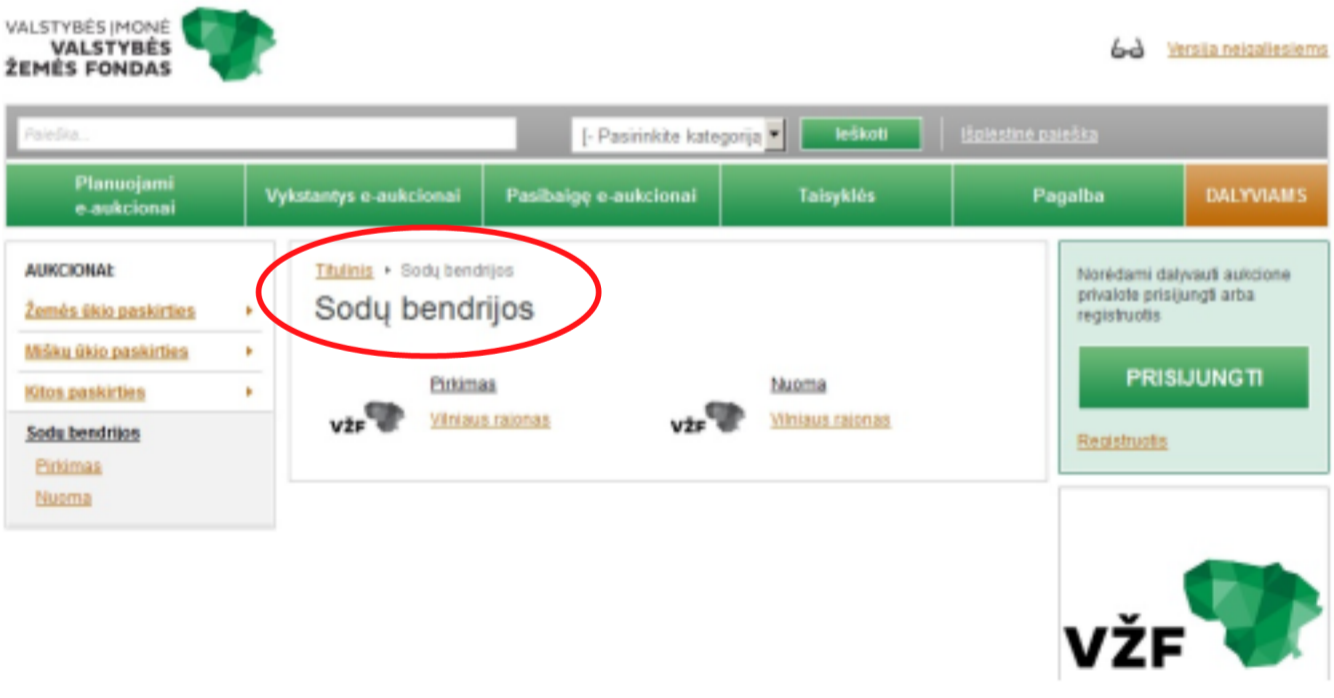 VALSTYBĖS ĮMONĖ
VALSTYBĖS
ŽEMĖS FONDAS
Versija neįgaliesiems
Paieška...
[- Pasirinkite kategoriją
Ieškoti
Išplėstinė paieška
Planuojami
e-aukcionai
Vykstantys e-aukcionai
Pasibaigę e-aukcionai
Taisyklės
Pagalba
DALYVIAMS
AUKCIONAI:
Žemės ūkio paskirties
Miškų ūkio paskirties
Kitos paskirties
Sodų bendrijos
Pirkimas
Nuoma
Titulinis ‣ Sodų bendrijos
Sodų bendrijos
VŽF
Pirkimas
Vilniaus rajonas
VŽF
Nuoma
Vilniaus rajonas
Norėdami dalyvauti aukcione
privalote prisijungti arba
registruotis
PRISIJUNGTI
Registruotis
VŽF